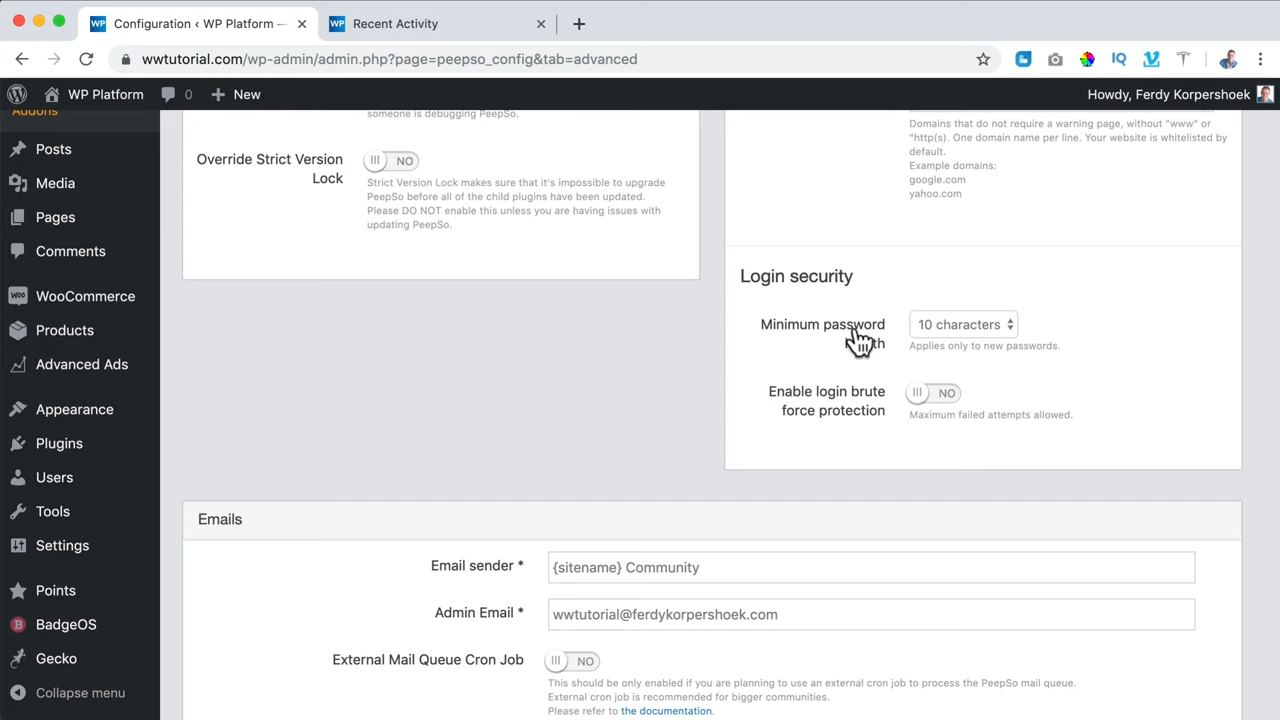 WP Configuration ‹ WP Platform —
WP Recent Activity
wwtutorial.com/wp-admin/admin.php?page=peepso_config&tab=advanced
IQ
WP Platform
0
New
Howdy, Ferdy Korpershoek
Addons
Posts
Media
Pages
Comments
WooCommerce
Products
Advanced Ads
Appearance
Plugins
Users
Tools
Settings
Points
BadgeOS
Gecko
Collapse menu
someone is debugging PeepSo.
Override Strict Version
Lock
NO
Strict Version Lock makes sure that it's impossible to upgrade
PeepSo before all of the child plugins have been updated.
Please DO NOT enable this unless you are having issues with
updating PeepSo.
Domains that do not require a warning page, without "www" or
"http(s). One domain name per line. Your website is whitelisted by
default.
Example domains:
google.com
yahoo.com
Login security
Minimum password
10 characters
Applies only to new passwords.
Enable login brute
force protection
NO
Maximum failed attempts allowed.
Emails
Email sender *
{sitename} Community
Admin Email *
wwtutorial@ferdykorpershoek.com
External Mail Queue Cron Job
NO
This should be only enabled if you are planning to use an external cron job to process the PeepSo mail queue.
External cron job is recommended for bigger communities.
Please refer to the documentation.